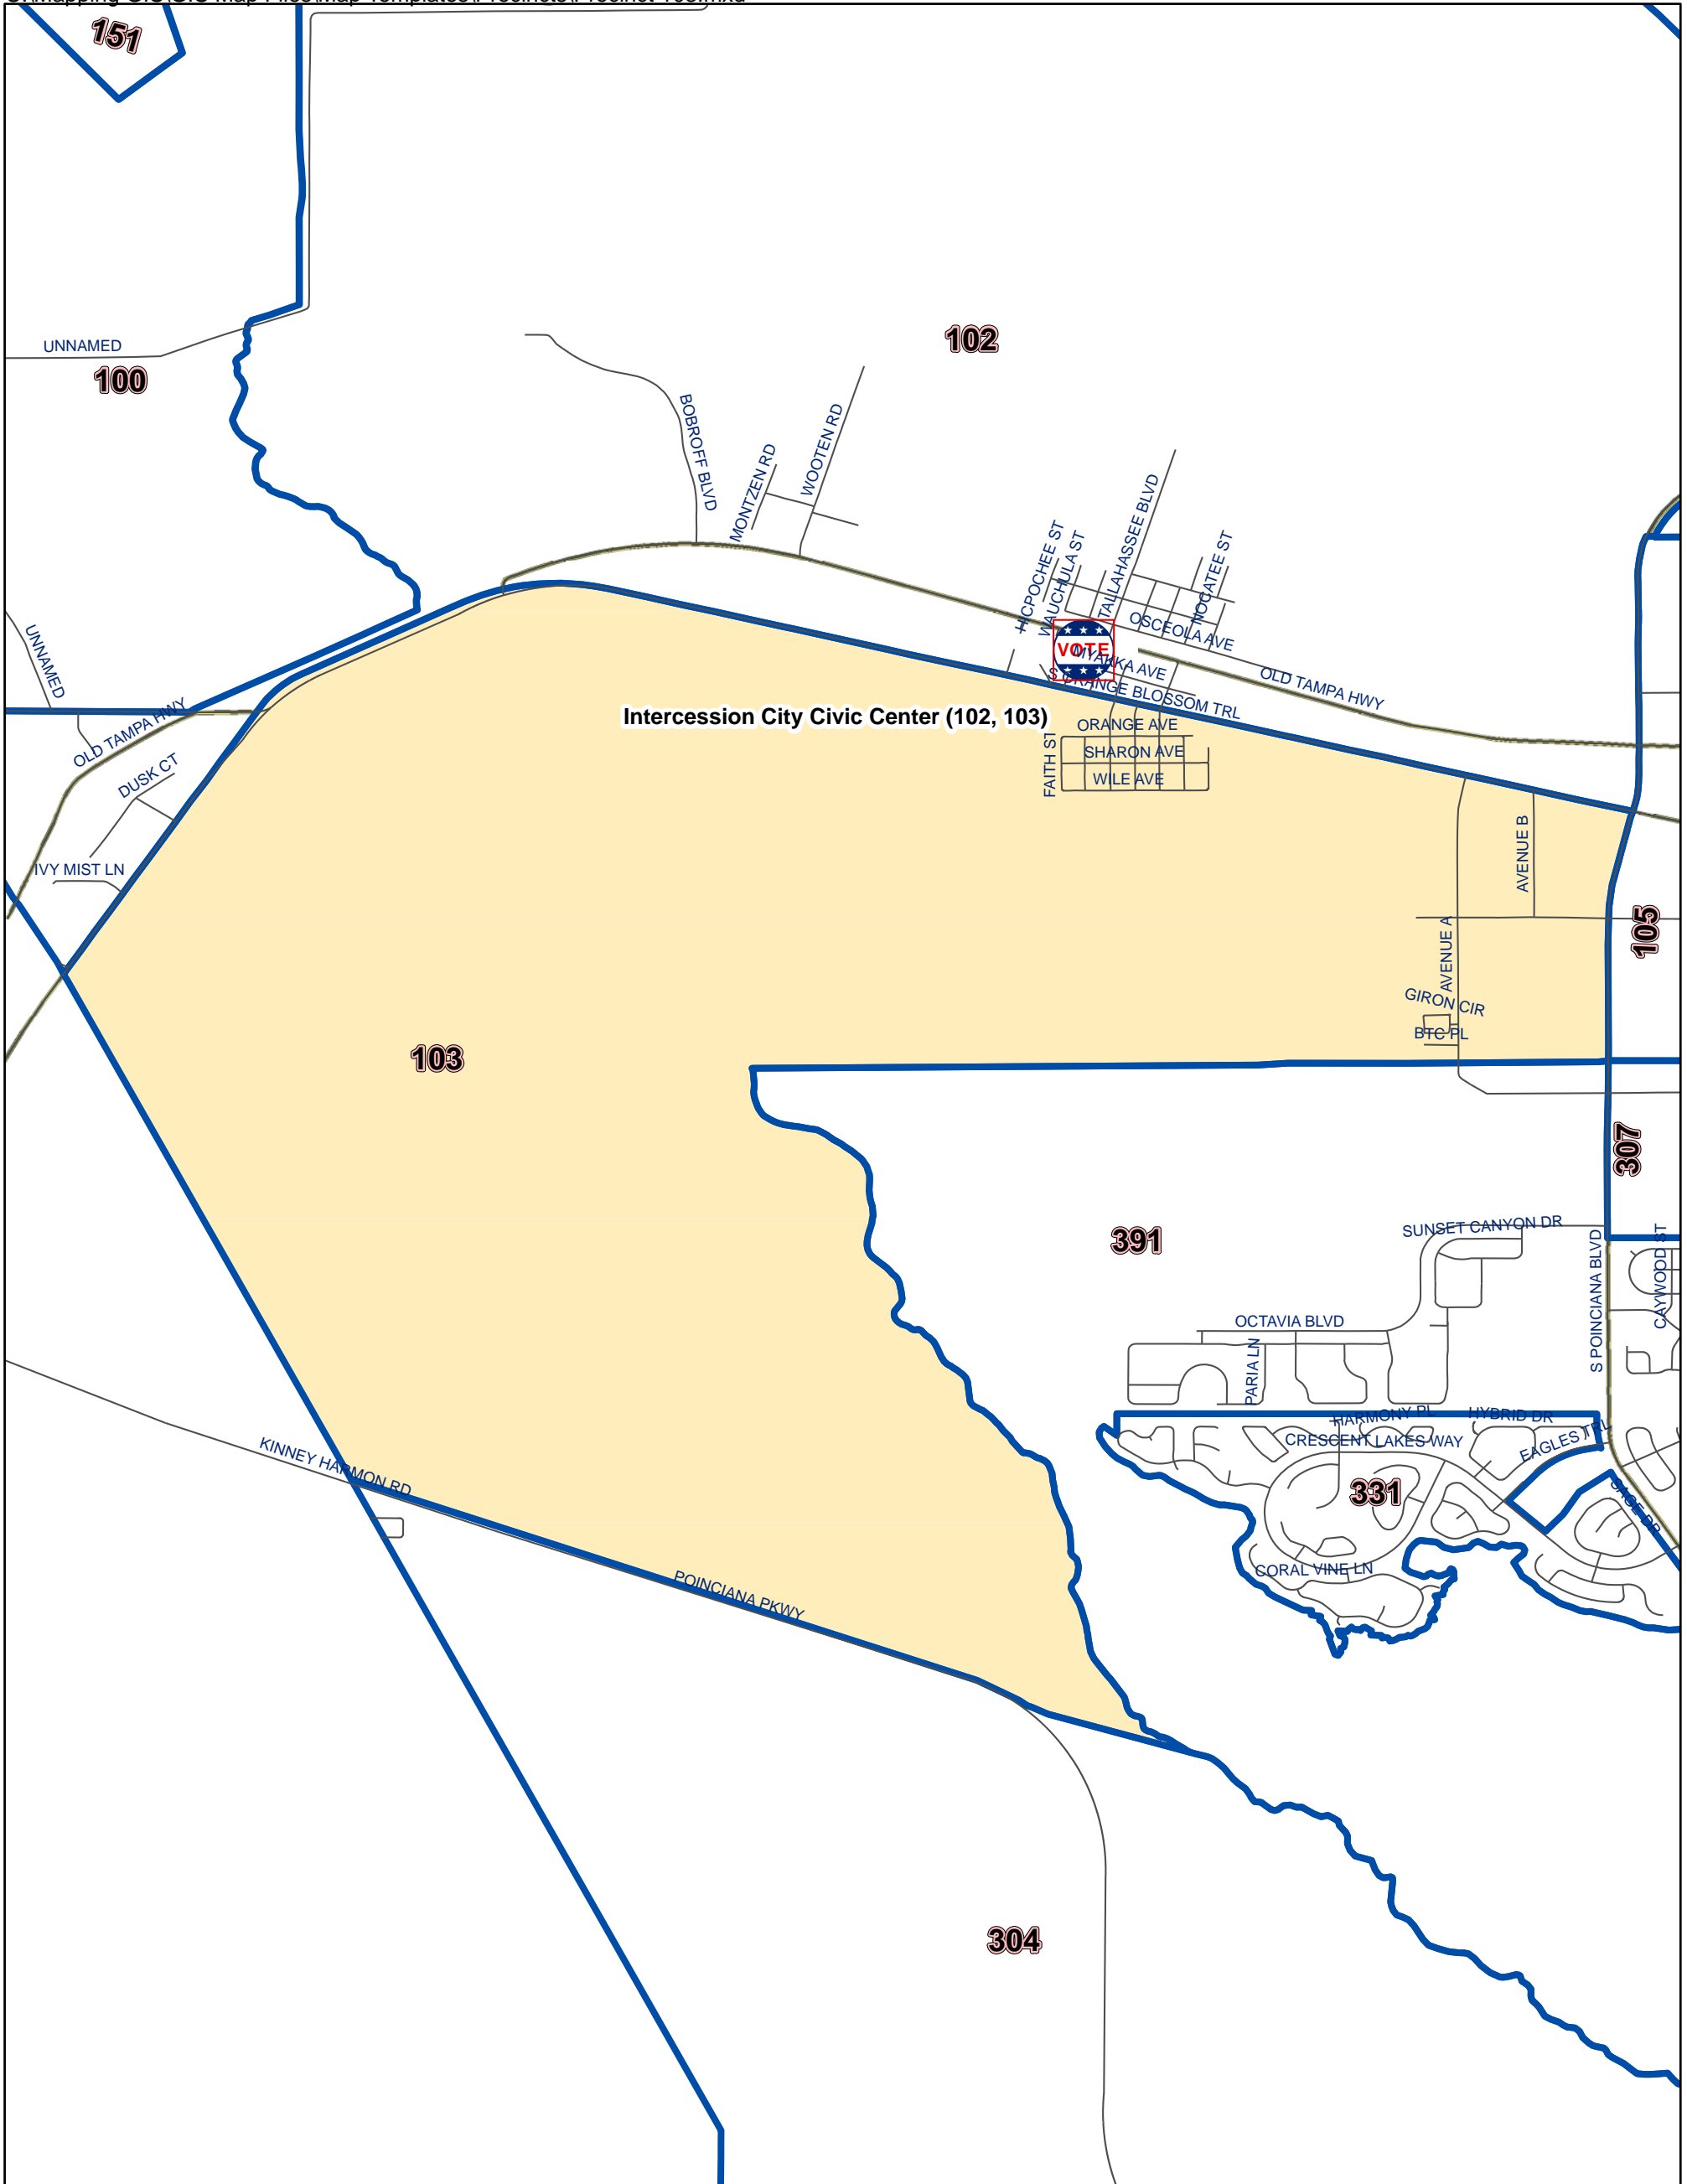 151
102
UNNAMED
100
BOBROFF BLVD
MONTZEN RD
WOOTEN RD
HICPOCHEE ST
WAUCHULA ST
TALLAHASSEE BLVD
NOCATEE ST
OSCEOLA AVE
VOTE
MYAKKA AVE
S ORANGE BLOSSOM TRL
OLD TAMPA HWY
UNNAMED
OLD TAMPA HWY
DUSK CT
IVY MIST LN
Intercession City Civic Center (102, 103)
ORANGE AVE
SHARON AVE
WILE AVE
FAITH ST
AVENUE B
AVENUE A
105
GIRON CIR
BTC PL
103
307
391
SUNSET CANYON DR
S POINCIANA BLVD
CAYWOOD ST
OCTAVIA BLVD
PARIA LN
HARMONY PL
HYBRID DR
CRESCENT LAKES WAY
EAGLES TRL
331
SAGE DR
CORAL VINE LN
KINNEY HARMON RD
POINCIANA PKWY
304